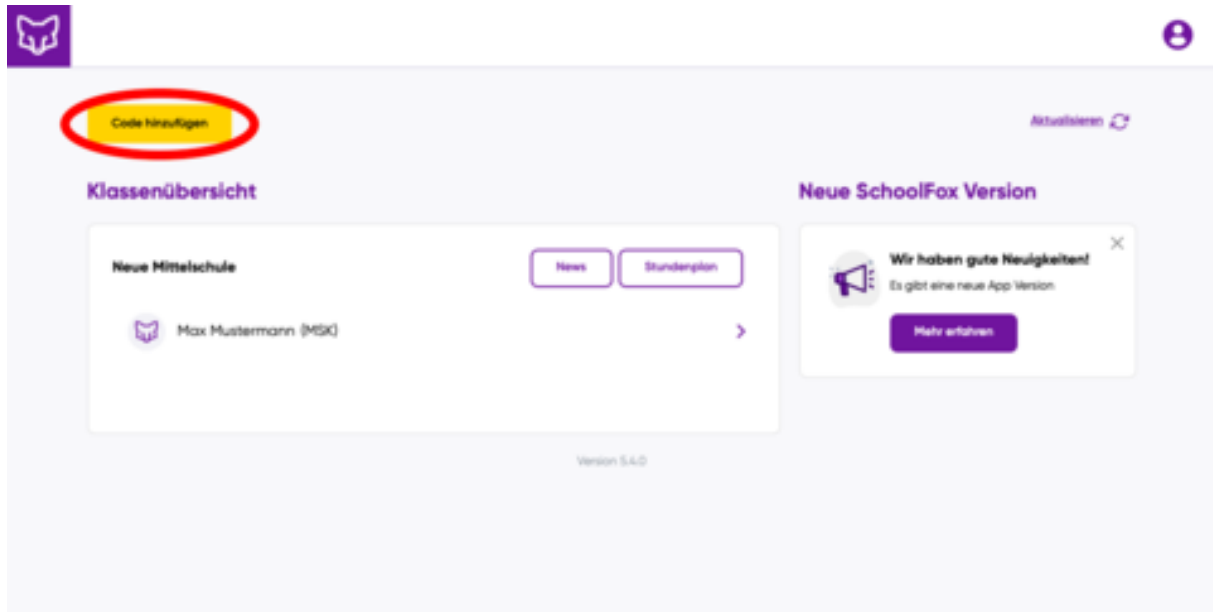 Code hinzufügen
Aktualisieren
Klassenübersicht
Neue Mittelschule
News
Stundenplan
Max Mustermann (MSK)
Neue SchoolFox Version
Wir haben gute Neuigkeiten!
Es gibt eine neue App Version
Mehr erfahren
Version 5.4.0